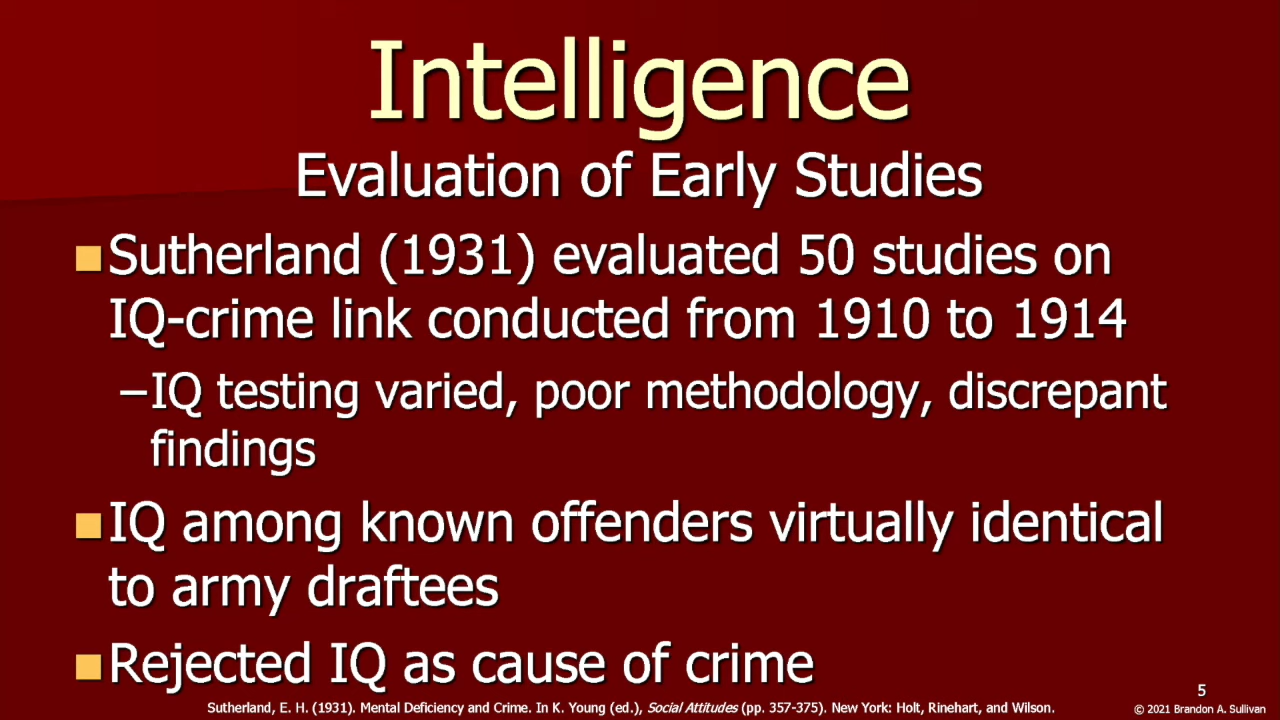 Intelligence
Evaluation of Early Studies
Sutherland (1931) evaluated 50 studies on
IQ-crime link conducted from 1910 to 1914
–IQ testing varied, poor methodology, discrepant
findings
IQ among known offenders virtually identical
to army draftees
Rejected IQ as cause of crime
5
Sutherland, E. H. (1931). Mental Deficiency and Crime. In K. Young (ed.), Social Attitudes (pp. 357-375). New York: Holt, Rinehart, and Wilson.
© 2021 Brandon A. Sullivan